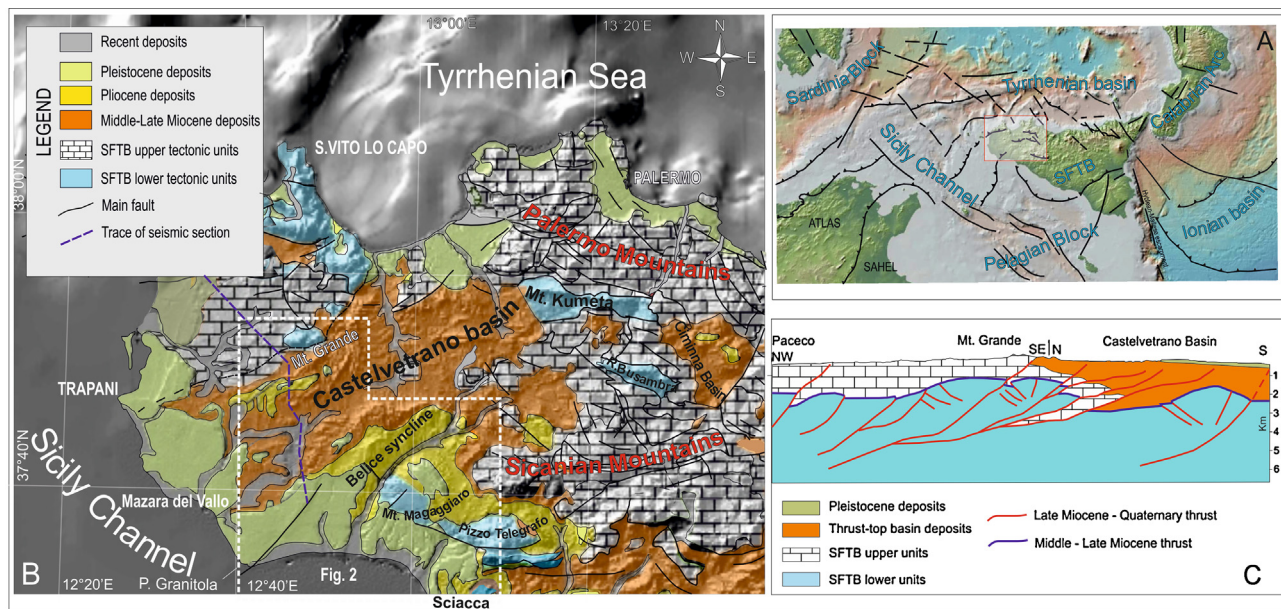 LEGEND
Recent deposits
Pleistocene deposits
Pliocene deposits
Middle-Late Miocene deposits
SFTB upper tectonic units
SFTB lower tectonic units
Main fault
Trace of seismic section
13°00'E
13°20'E
N
W E
S
Tyrrhenian Sea
S.VITO LO CAPO
38°00'N
PALERMO
Palermo Mountains
Mt. Kumeta
Mt. Grande
Castelvetrano basin
Ciminna Basin
R.Busambra
TRAPANI
37°40'N
Sicily Channel
Belice syncline
Sicanian Mountains
Mazara del Vallo
Mt. Magaggiaro
Pizzo Telegrafo
P. Granitola
B
12°20'E
12°40'E
Fig. 2
Sciacca
A
Sardinia Block
Tyrrhenian basin
Calabrian Arc
Sicily Channel
SFTB
ATLAS
SAHEL
Pelagian Block
Ionian basin
Paceco
NW
Mt. Grande
SE N
Castelvetrano Basin
S
1
2
3
4
5
6
Km
Pleistocene deposits
Thrust-top basin deposits
SFTB upper units
SFTB lower units
Late Miocene - Quaternary thrust
Middle - Late Miocene thrust
C